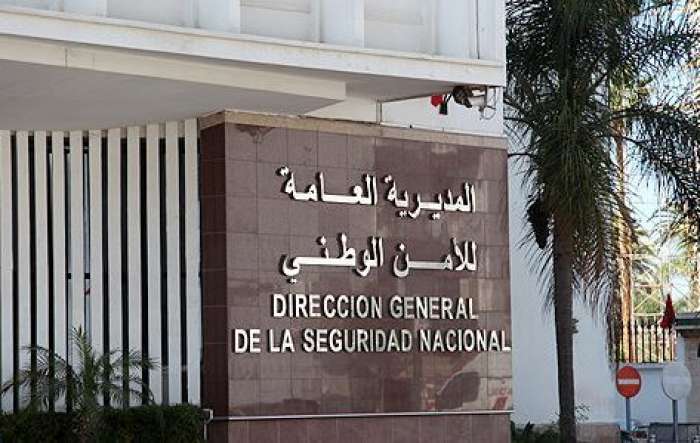 المديرية العامة
للأمن الوطني
DIRECCION GENERAL
DE LA SEGURIDAD NACIONAL